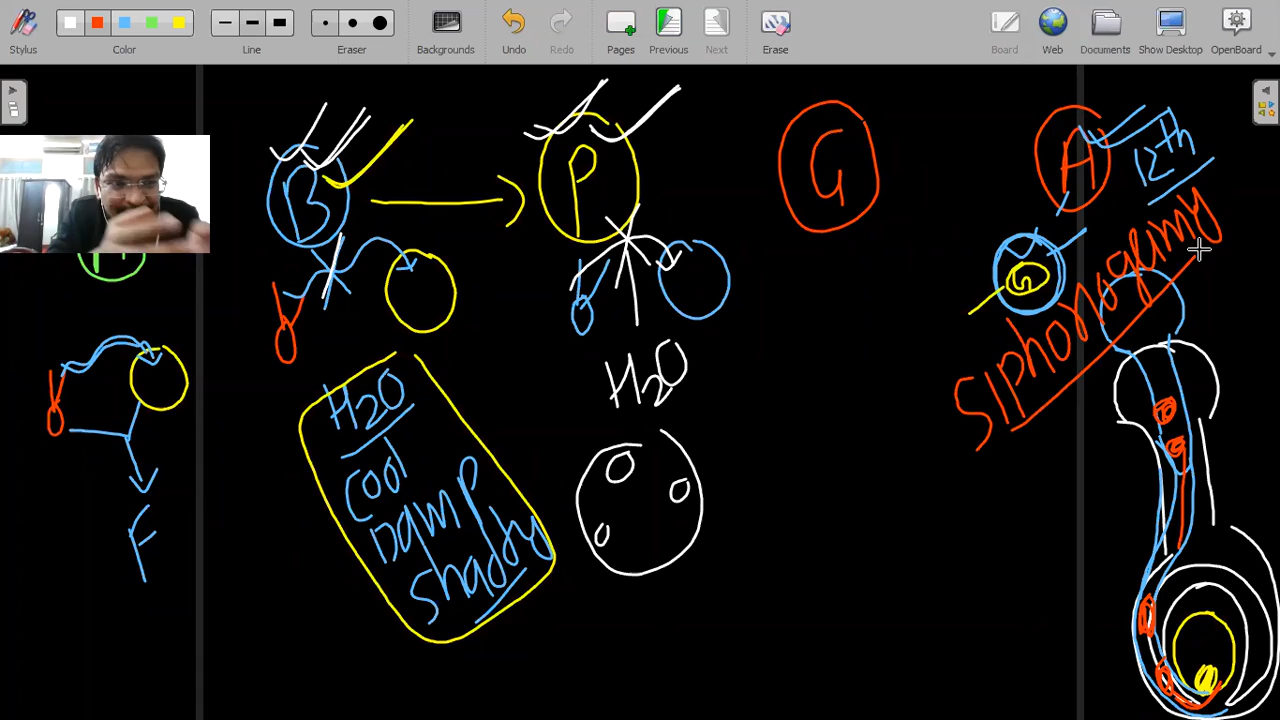 Stylus
Color
Line
Eraser
Backgrounds
Undo
Redo
Pages
Previous
Next
Erase
Board
Web
Documents
Show Desktop
OpenBoard
B
P
G
A
12th
G
Siphonogamy
H2O
cool
Damp
shaddy
H2O
F